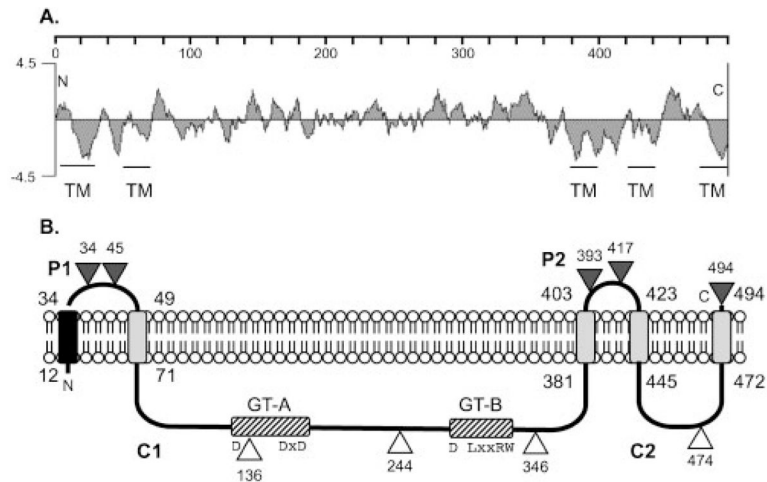 A.
0 100 200 300 400
4.5
N C
-4.5
TM TM TM TM TM
B.
34 45 393 417 494
P1 P2
34 49 403 423 C 494
12 N 71 381 445 472
GT-A GT-B
D DxD D LxxRW
C1 136 244 346 C2 474